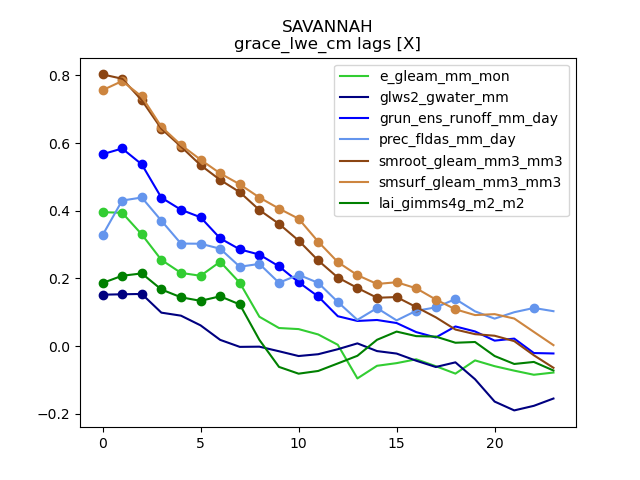 SAVANNAH
grace_lwe_cm lags [X]
e_gleam_mm_mon
glws2_gwater_mm
grun_ens_runoff_mm_day
prec_fldas_mm_day
smroot_gleam_mm3_mm3
smsurf_gleam_mm3_mm3
lai_gimms4g_m2_m2
0.8
0.6
0.4
0.2
0.0
−0.2
0 5 10 15 20